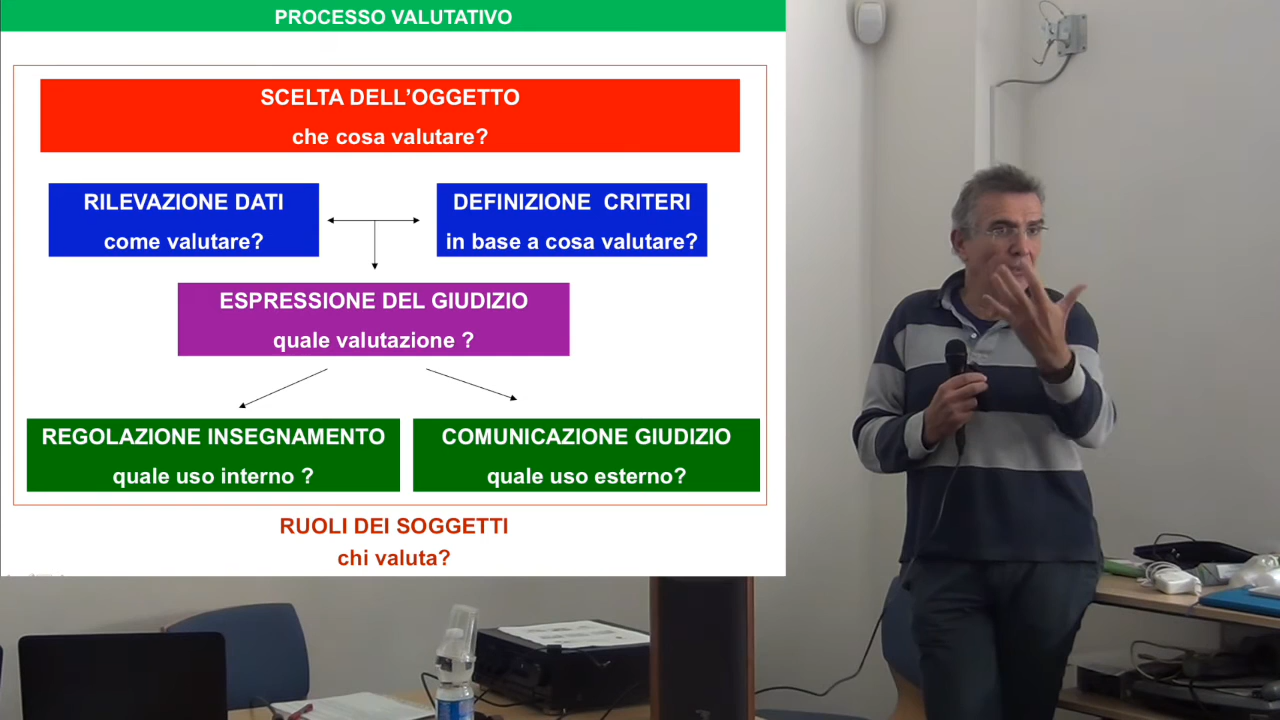 PROCESSO VALUTATIVO
SCELTA DELL'OGGETTO
che cosa valutare?
RILEVAZIONE DATI
come valutare?
DEFINIZIONE CRITERI
in base a cosa valutare?
ESPRESSIONE DEL GIUDIZIO
quale valutazione ?
REGOLAZIONE INSEGNAMENTO
quale uso interno ?
COMUNICAZIONE GIUDIZIO
quale uso esterno?
RUOLI DEI SOGGETTI
chi valuta?